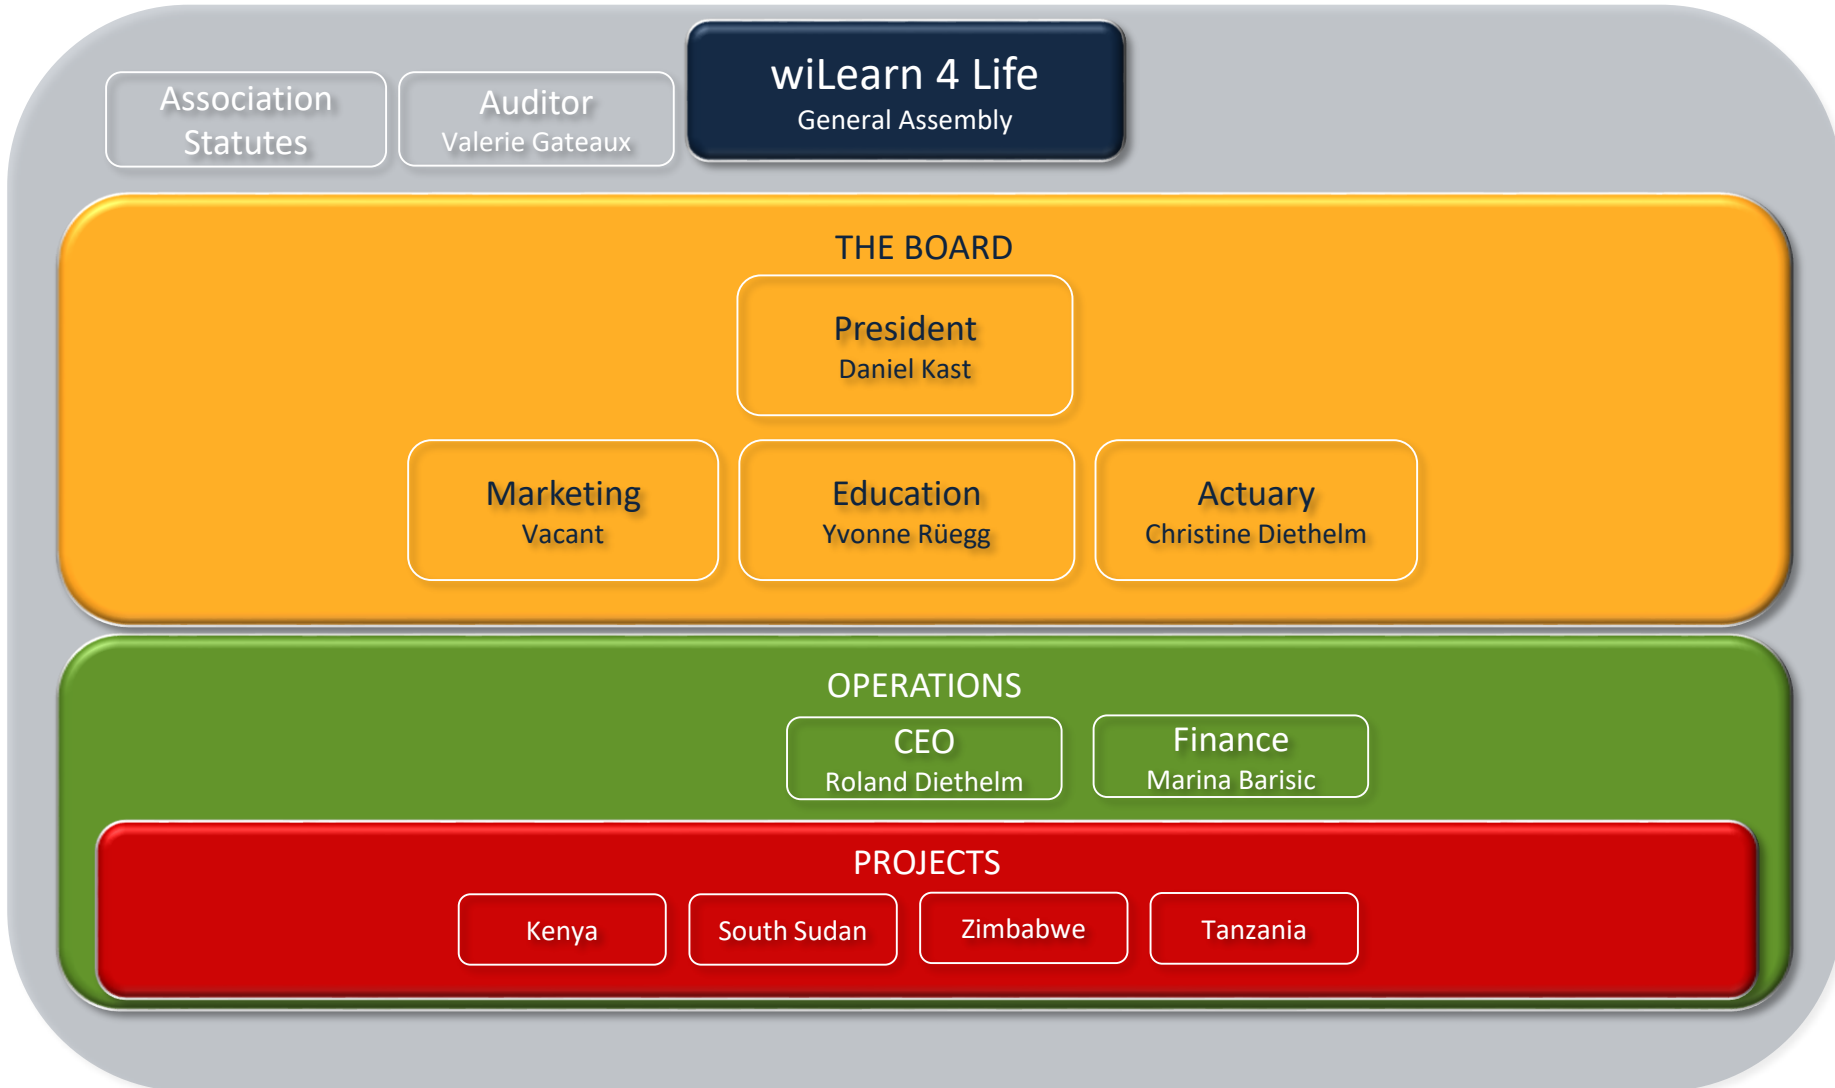 wiLearn 4 Life
General Assembly
Association
Statutes
Auditor
Valerie Gateaux
THE BOARD
President
Daniel Kast
Marketing
Vacant
Education
Yvonne Rüegg
Actuary
Christine Diethelm
OPERATIONS
CEO
Roland Diethelm
Finance
Marina Barisic
PROJECTS
Kenya
South Sudan
Zimbabwe
Tanzania